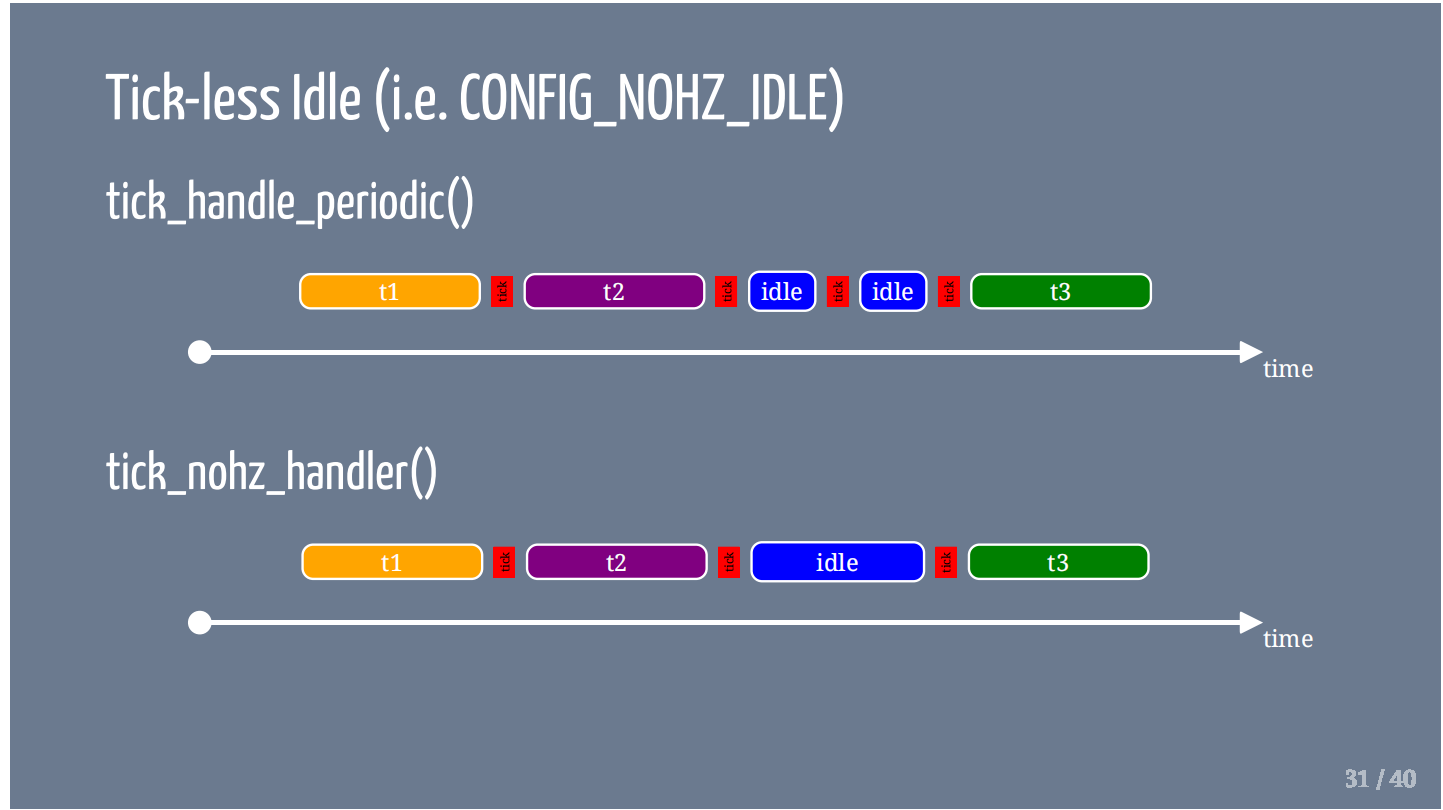 Tick-less Idle (i.e. CONFIG_NOHZ_IDLE)
tick_handle_periodic()
t1 tick t2 tick idle tick idle tick t3
time
tick_nohz_handler()
t1 tick t2 tick idle tick t3
time
31 / 40